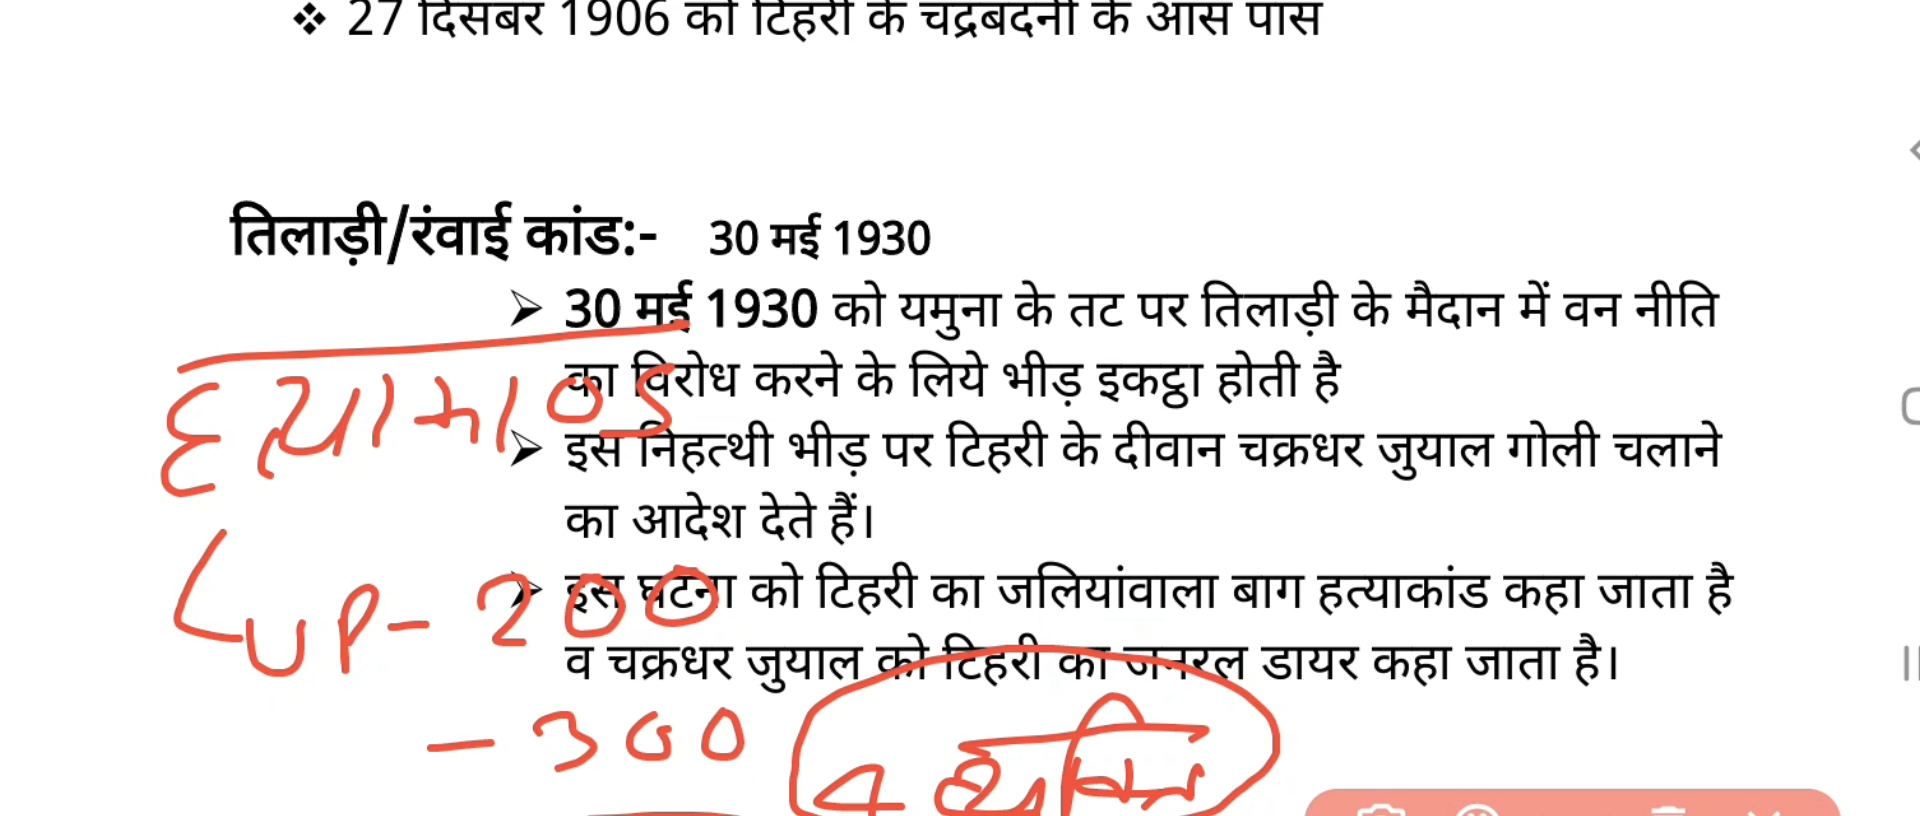 ❖ 27 दिसंबर 1906 को टिहरी के चंद्रबदनी के आस पास
तिलाड़ी/रंवाई कांड:- 30 मई 1930
➢ 30 मई 1930 को यमुना के तट पर तिलाड़ी के मैदान में वन नीति
का विरोध करने के लिये भीड़ इकट्ठा होती है
हत्याकाण्ड
➢ इस निहत्थी भीड़ पर टिहरी के दीवान चक्रधर जुयाल गोली चलाने
का आदेश देते हैं।
➢ इस घटना को टिहरी का जलियांवाला बाग हत्याकांड कहा जाता है
UP- 200
व चक्रधर जुयाल को टिहरी का जनरल डायर कहा जाता है।
- 300